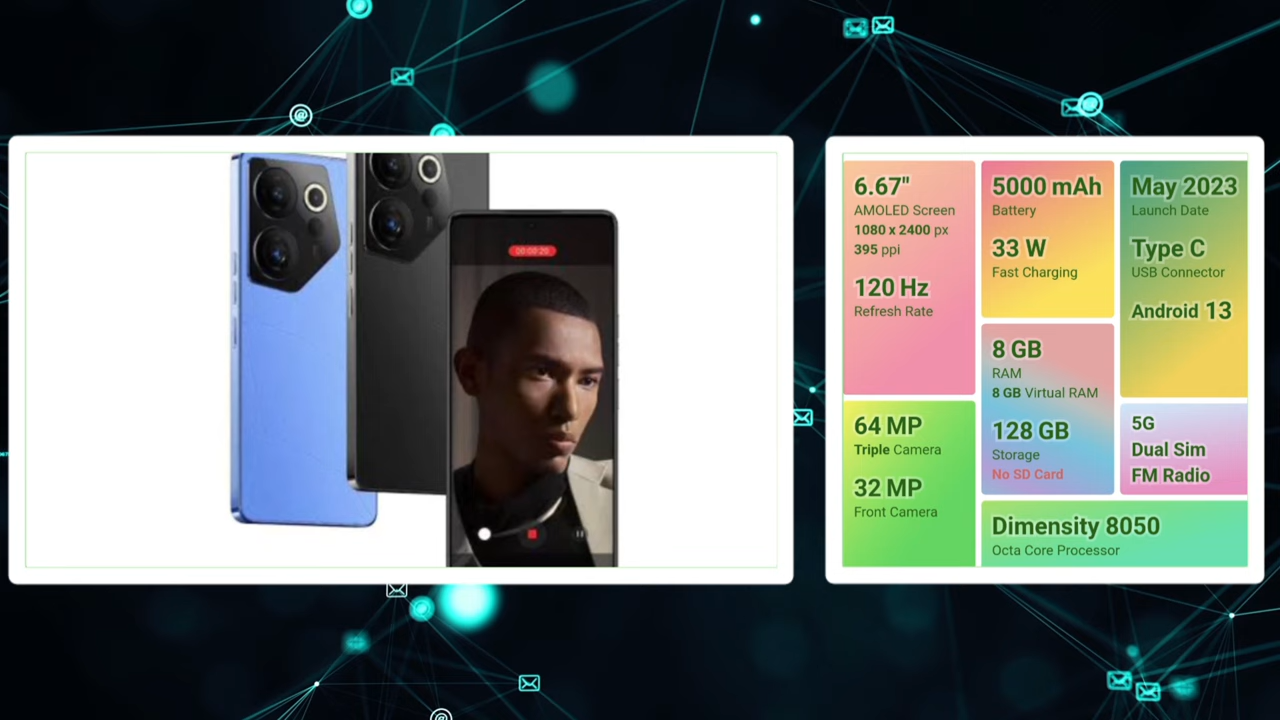 00:00:20
6.67"
AMOLED Screen
1080 x 2400 px
395 ppi
120 Hz
Refresh Rate
64 MP
Triple Camera
32 MP
Front Camera
5000 mAh
Battery
33 W
Fast Charging
8 GB
RAM
8 GB Virtual RAM
128 GB
Storage
No SD Card
May 2023
Launch Date
Type C
USB Connector
Android 13
5G
Dual Sim
FM Radio
Dimensity 8050
Octa Core Processor